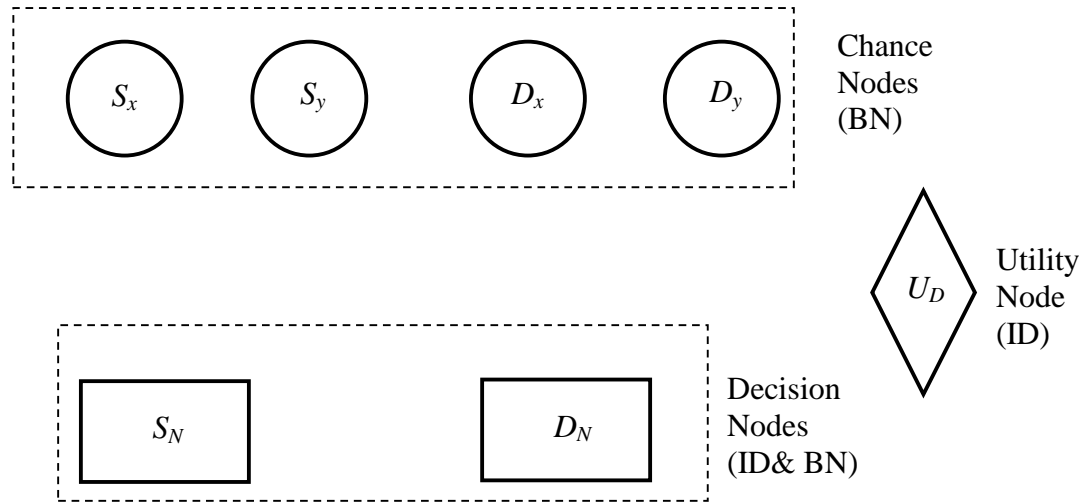 S_x S_y D_x D_y
Chance
Nodes
(BN)
U_D
Utility
Node
(ID)
S_N D_N
Decision
Nodes
(ID& BN)